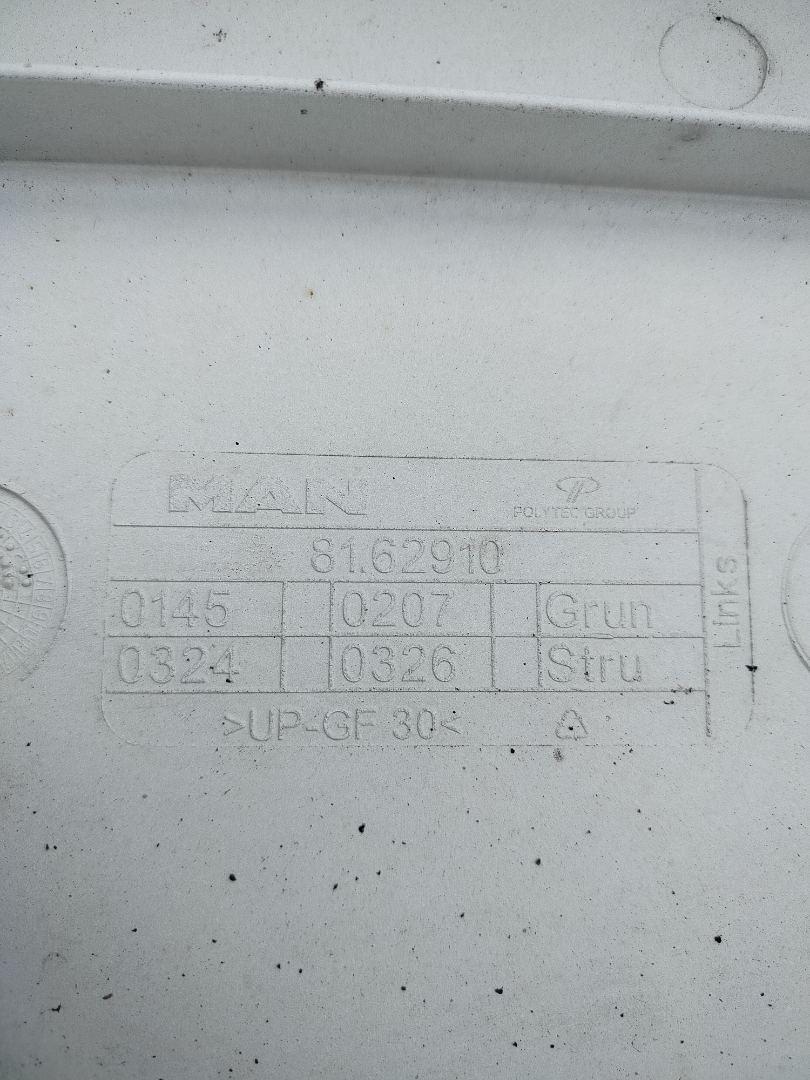 MAN POLYTEC GROUP
81.62910
0145 0207 Grun
0324 0326 Stru
>UP-GF 30<
Links